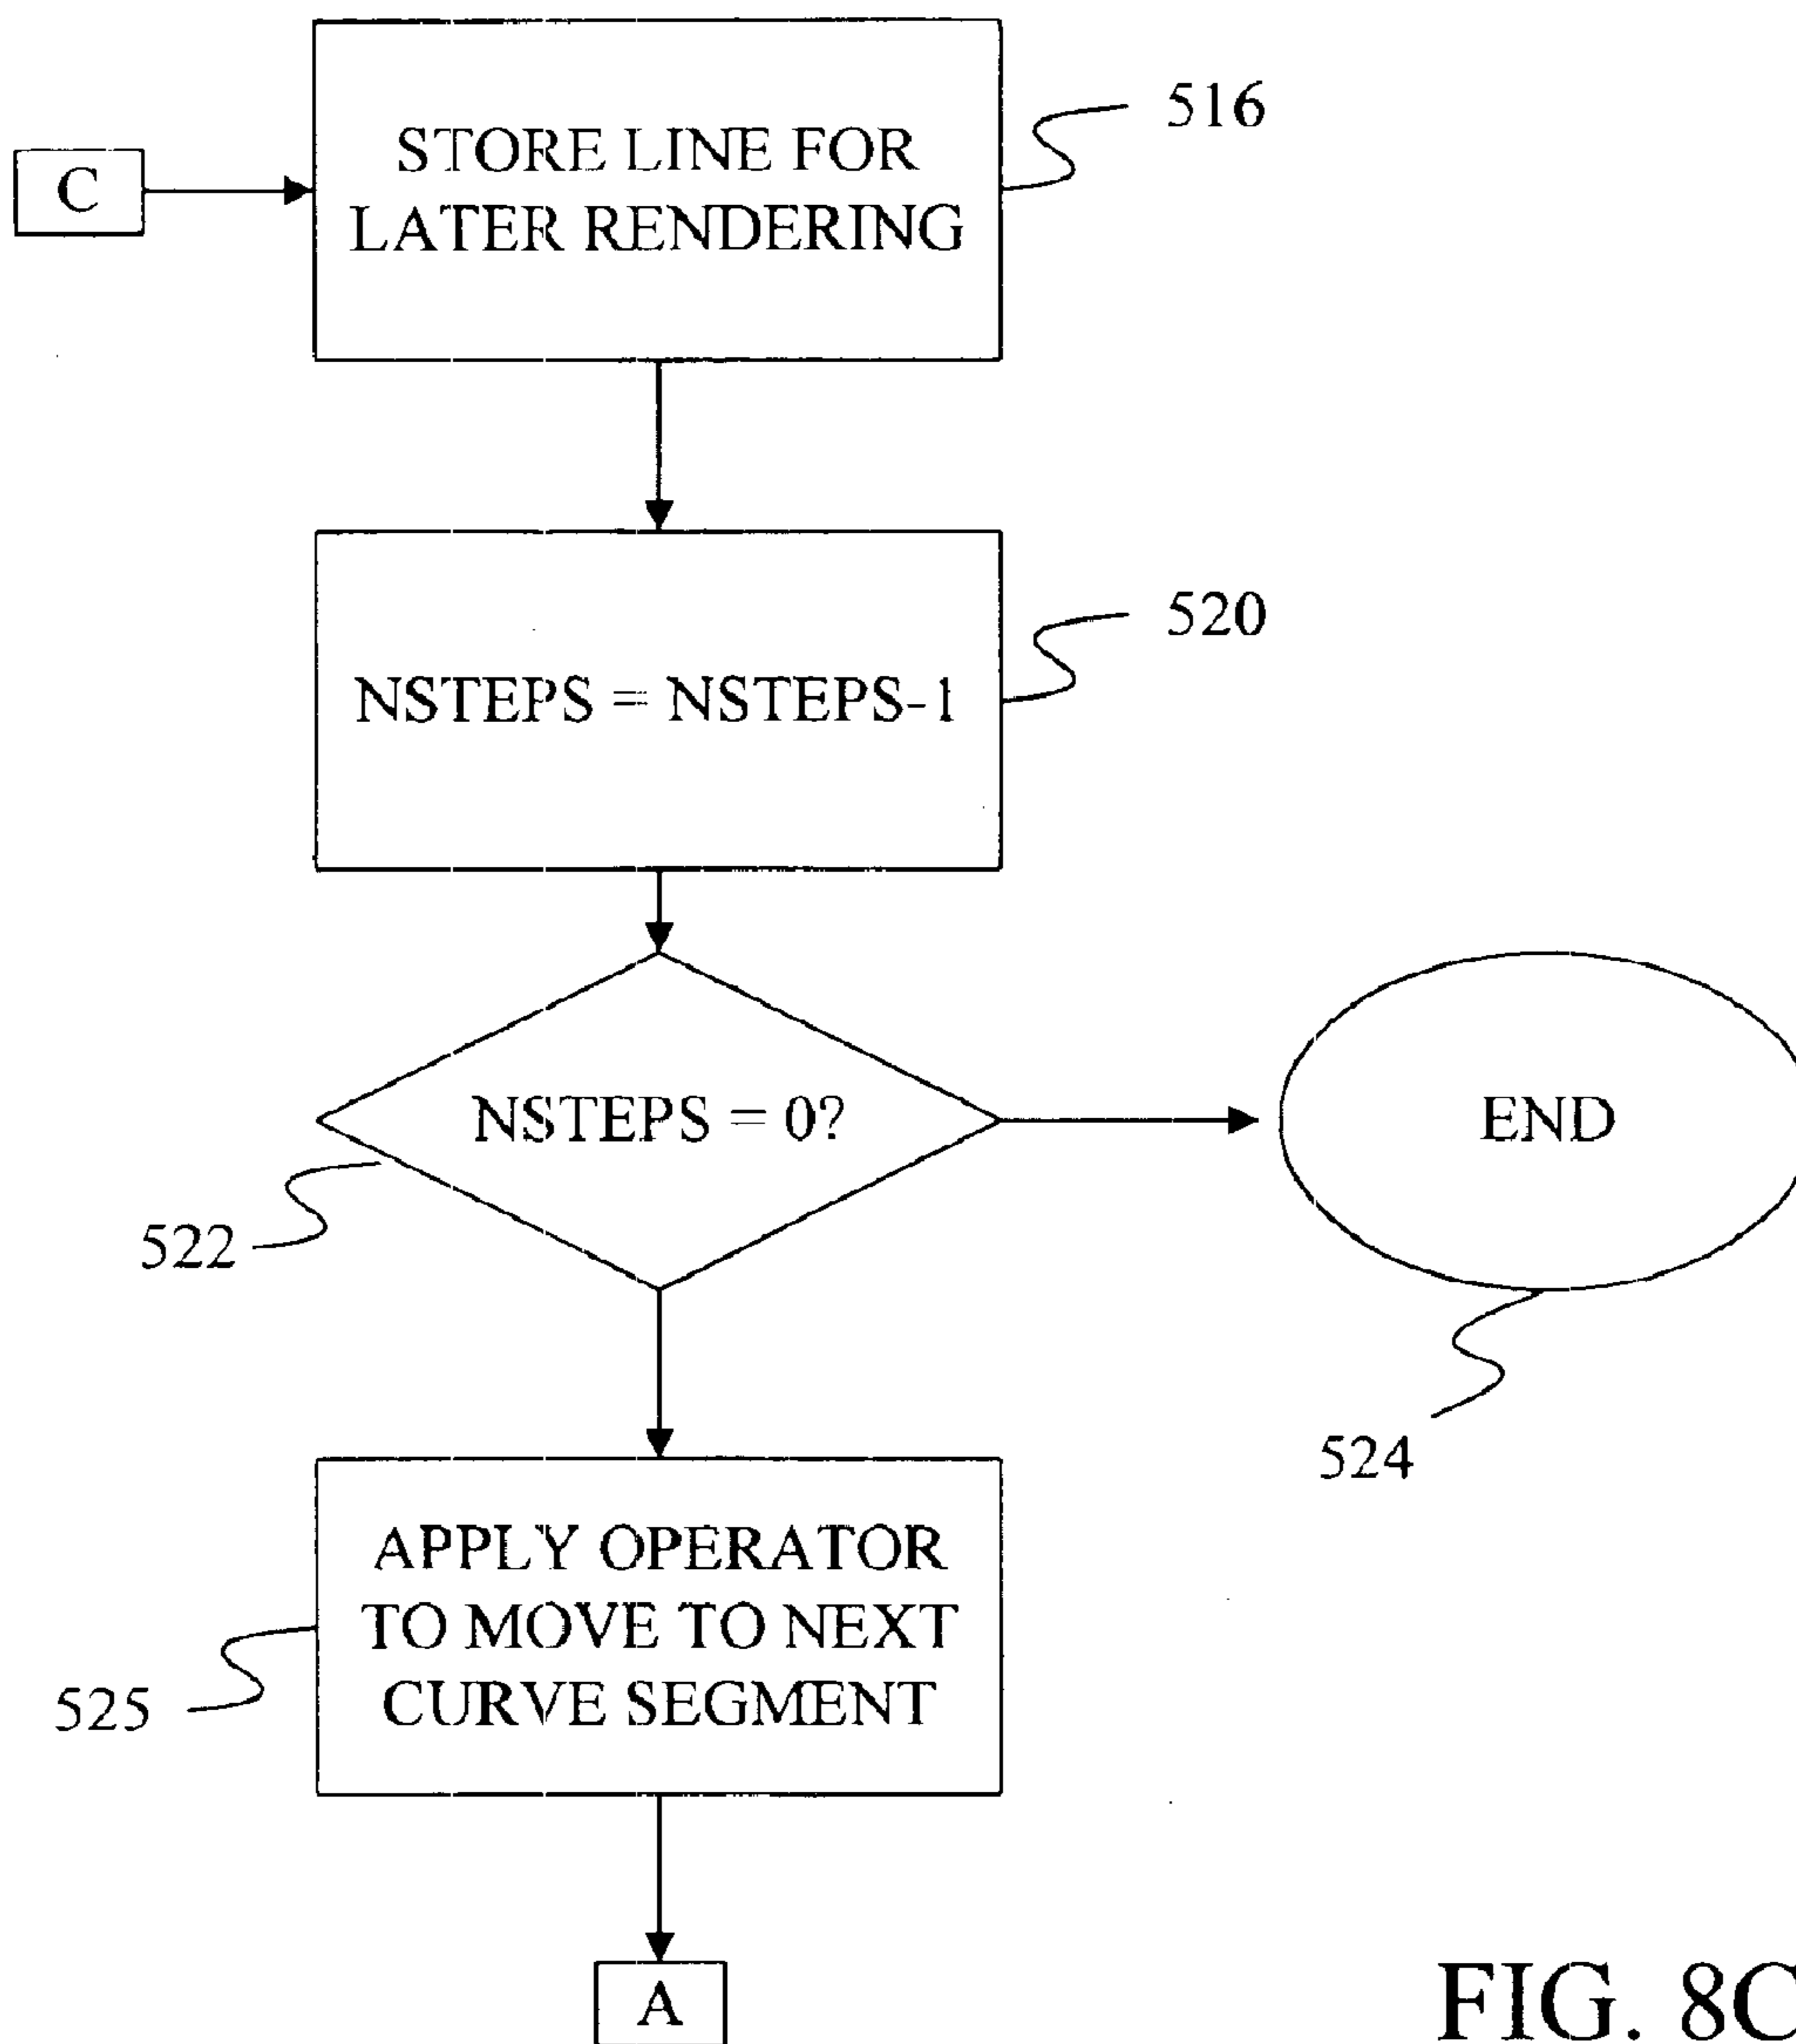 516
STORE LINE FOR
LATER RENDERING
C
520
NSTEPS = NSTEPS-1
NSTEPS = 0?
END
522
524
APPLY OPERATOR
TO MOVE TO NEXT
CURVE SEGMENT
525
A
FIG. 8C